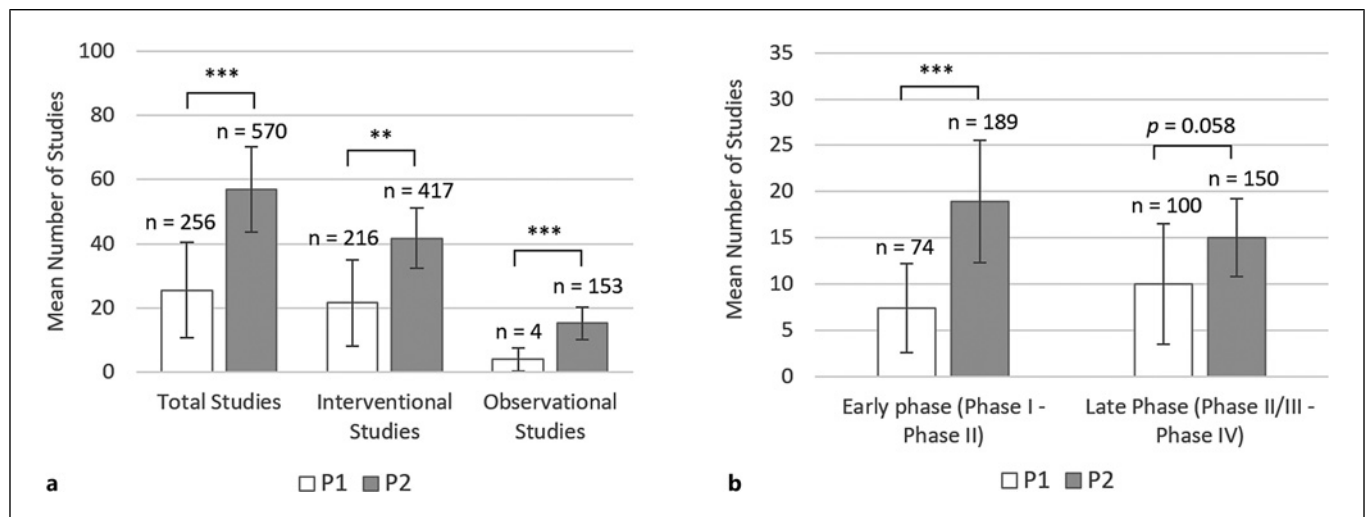 100
80
60
40
20
0
Mean Number of Studies
***
n = 256
n = 570
**
n = 216
n = 417
***
n = 4
n = 153
Total Studies
Interventional
Studies
Observational
Studies
P1
P2
a
35
30
25
20
15
10
5
0
Mean Number of Studies
***
n = 74
n = 189
p = 0.058
n = 100
n = 150
Early phase (Phase I -
Phase II)
Late Phase (Phase II/III -
Phase IV)
P1
P2
b